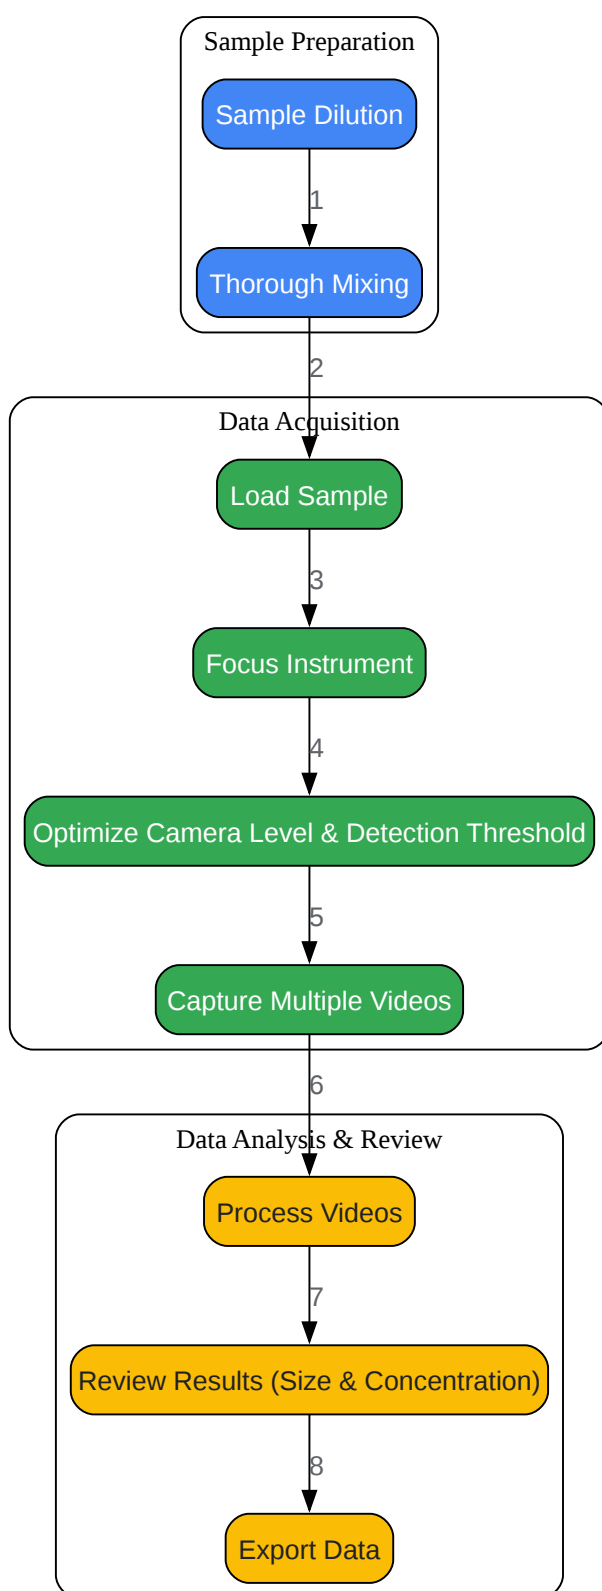 Sample Preparation
Sample Dilution
1
Thorough Mixing
2
Data Acquisition
Load Sample
3
Focus Instrument
4
Optimize Camera Level & Detection Threshold
5
Capture Multiple Videos
6
Data Analysis & Review
Process Videos
7
Review Results (Size & Concentration)
8
Export Data